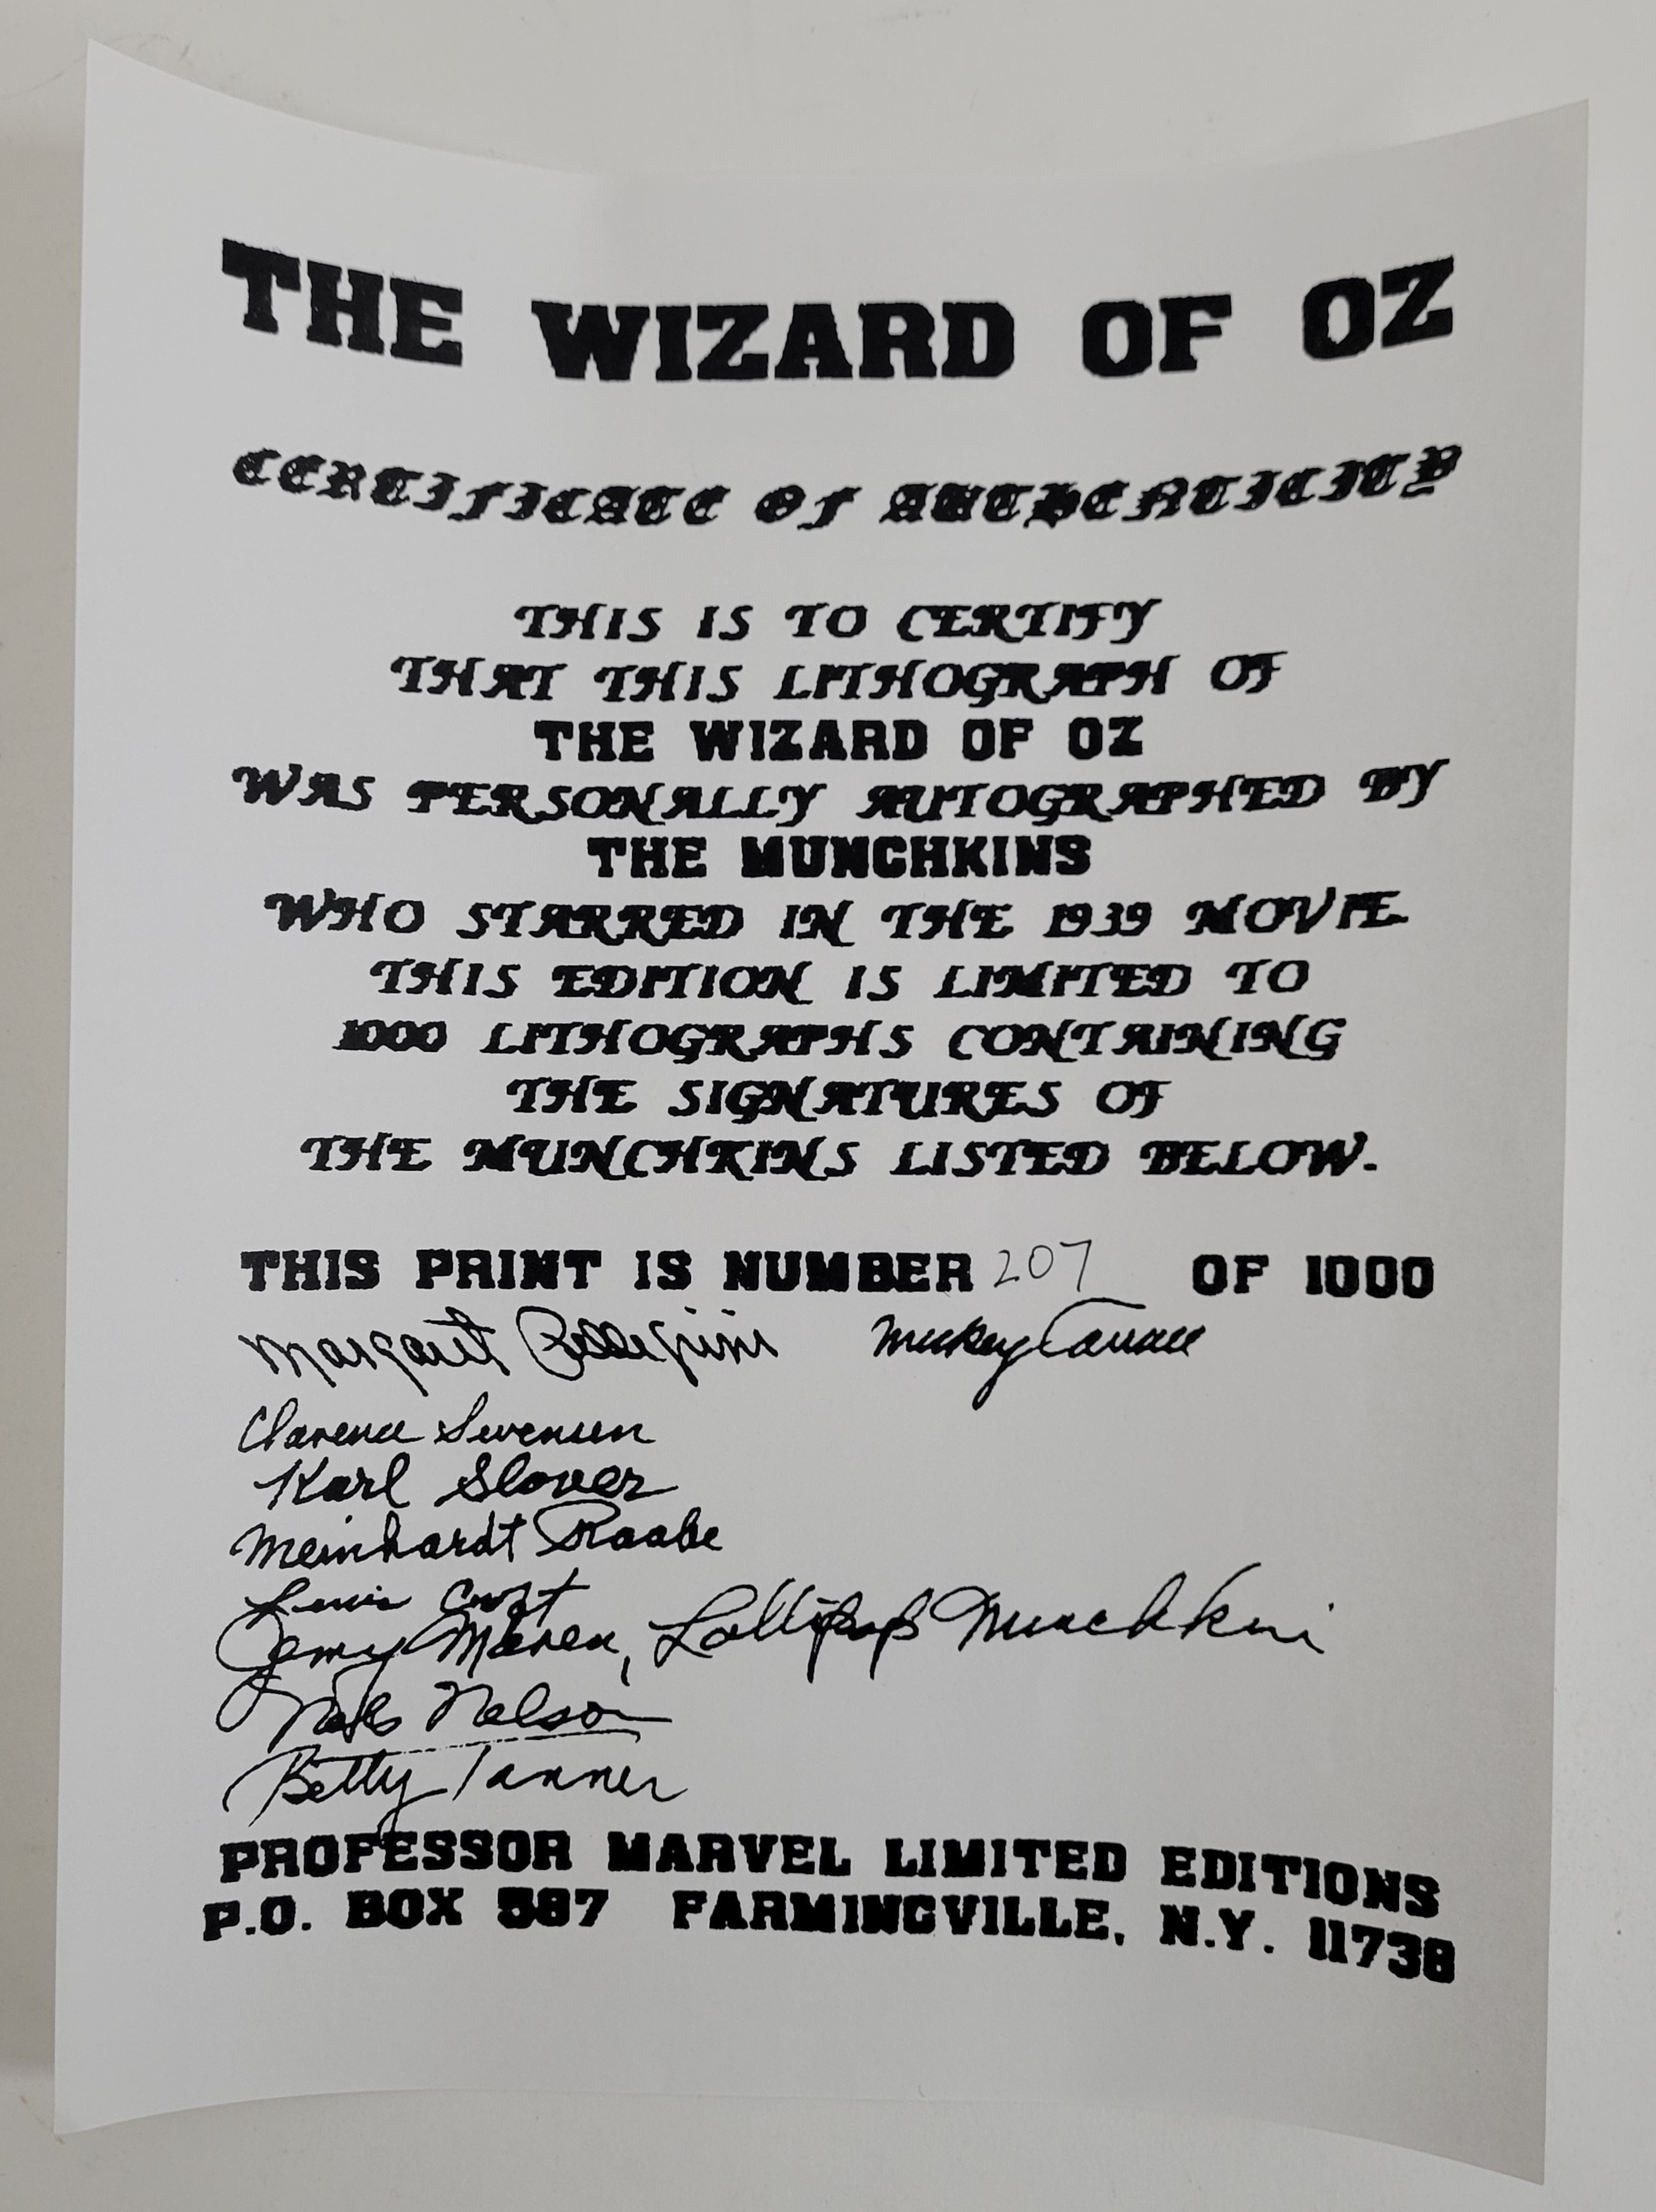 THE WIZARD OF OZ
CERTIFICATE OF AUTHENTICITY
THIS IS TO CERTIFY
THAT THIS LITHOGRAPH OF
THE WIZARD OF OZ
WAS PERSONALLY AUTOGRAPHED BY
THE MUNCHKINS
WHO STARRED IN THE 1939 MOVIE
THIS EDITION IS LIMITED TO
1000 LITHOGRAPHS CONTAINING
THE SIGNATURES OF
THE MUNCHKINS LISTED BELOW.
THIS PRINT IS NUMBER 207 OF 1000
Margaret Pellegrini Mickey Carroll
Clarence Swensen
Karl Slover
Meinhardt Raabe
Lewis Croft
Jerry Maren, Lollipop Munchkin
Nels Nelson
Betty Tanner
PROFESSOR MARVEL LIMITED EDITIONS
P.O. BOX 587 FARMINGVILLE, N.Y. 11738